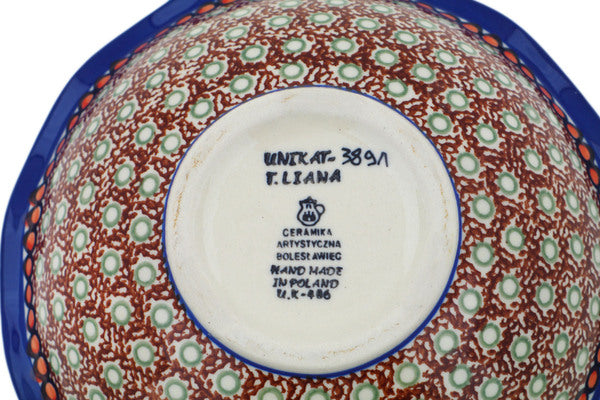 UNIKAT-3891
T.LIANA
CERAMIKA
ARTYSTYCZNA
BOLESŁAWIEC
HAND MADE
IN POLAND
U.K-486